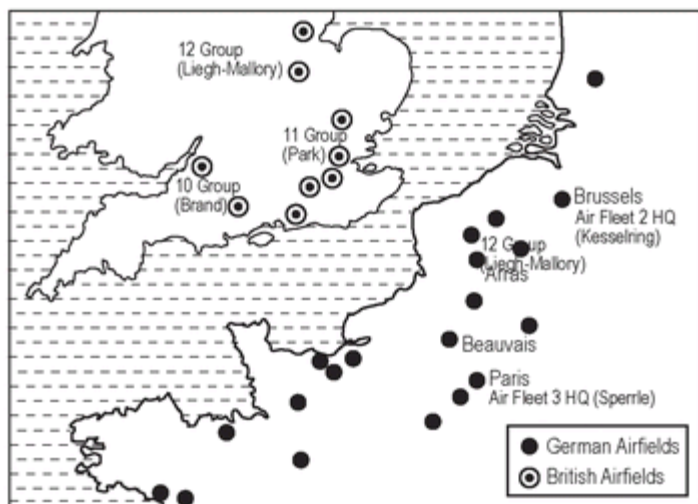 12 Group
(Liegh-Mallory)
11 Group
(Park)
10 Group
(Brand)
Brussels
Air Fleet 2 HQ
(Kesselring)
12 Group
(Liegh-Mallory)
Arras
Beauvais
Paris
Air Fleet 3 HQ (Sperrle)
German Airfields
British Airfields